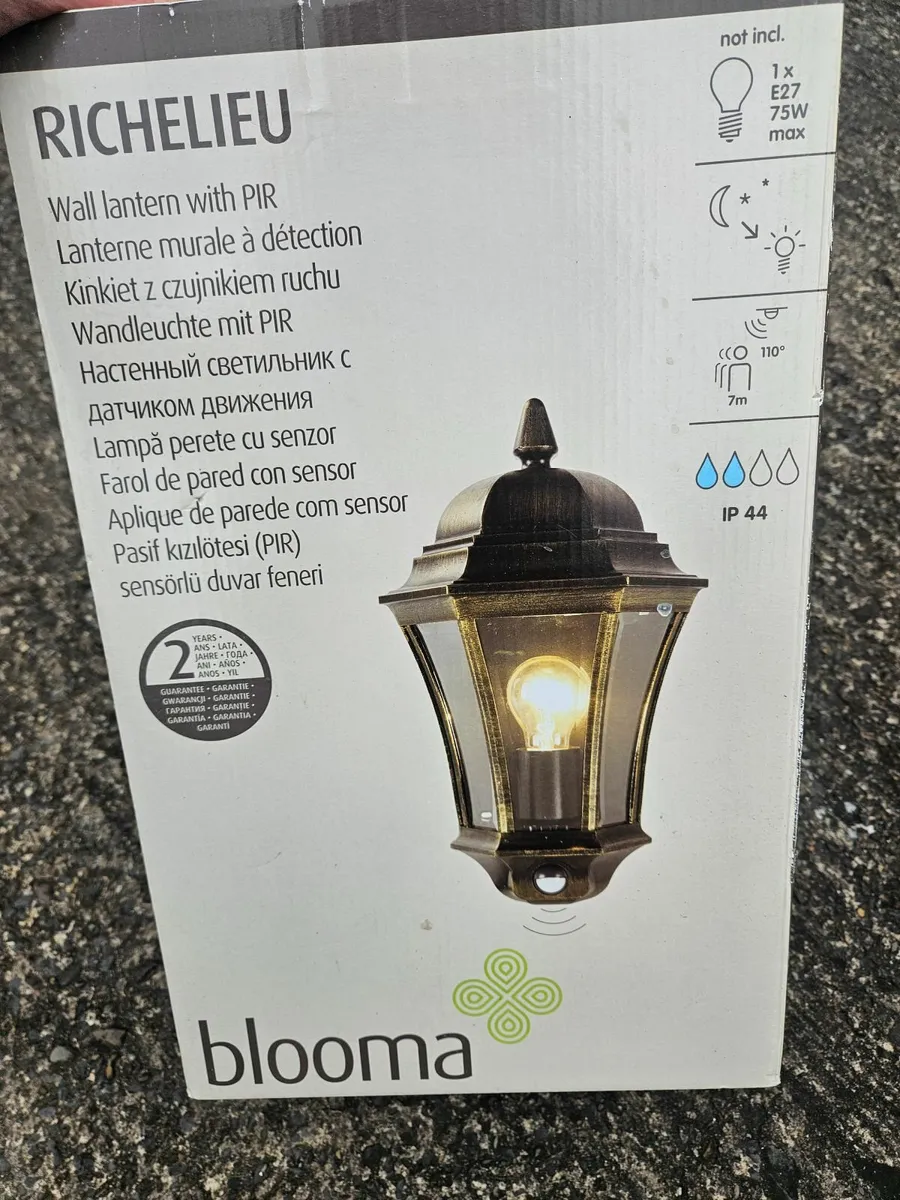 RICHELIEU
Wall lantern with PIR
Lanterne murale à détection
Kinkiet z czujnikiem ruchu
Wandleuchte mit PIR
Настенный светильник с
датчиком движения
Lampă perete cu senzor
Farol de pared con sensor
Aplique de parede com sensor
Pasif kızılötesi (PIR)
sensörlü duvar feneri
2
YEARS •
ANS • LATA •
JAHRE • ГОДА •
ANI • AÑOS •
ANOS • YIL
GUARANTEE • GARANTIE •
GWARANCJI • GARANTIE •
ГАРАНТИЯ • GARANȚIE •
GARANTÍA • GARANTIA •
GARANTİ
not incl.
1 x
E27
75W
max
110°
7m
IP 44
blooma